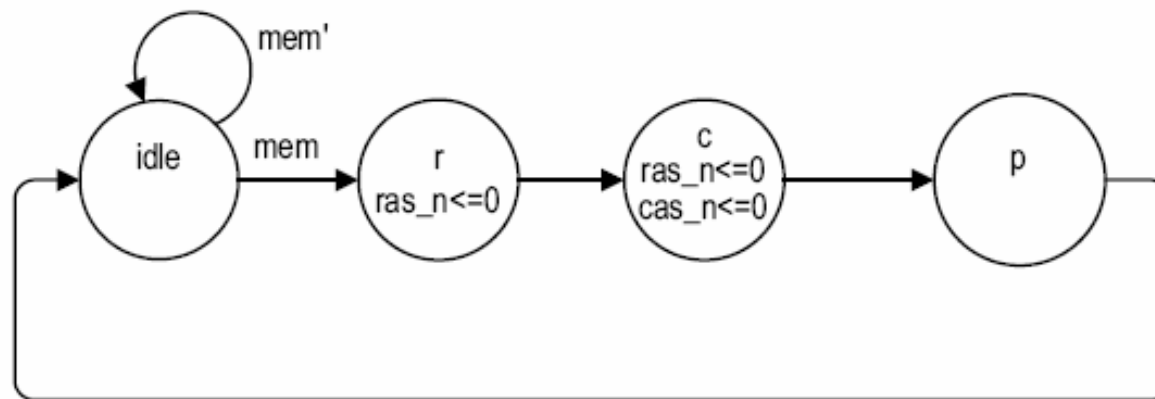 mem'
idle
mem
r
ras_n<=0
c
ras_n<=0
cas_n<=0
p